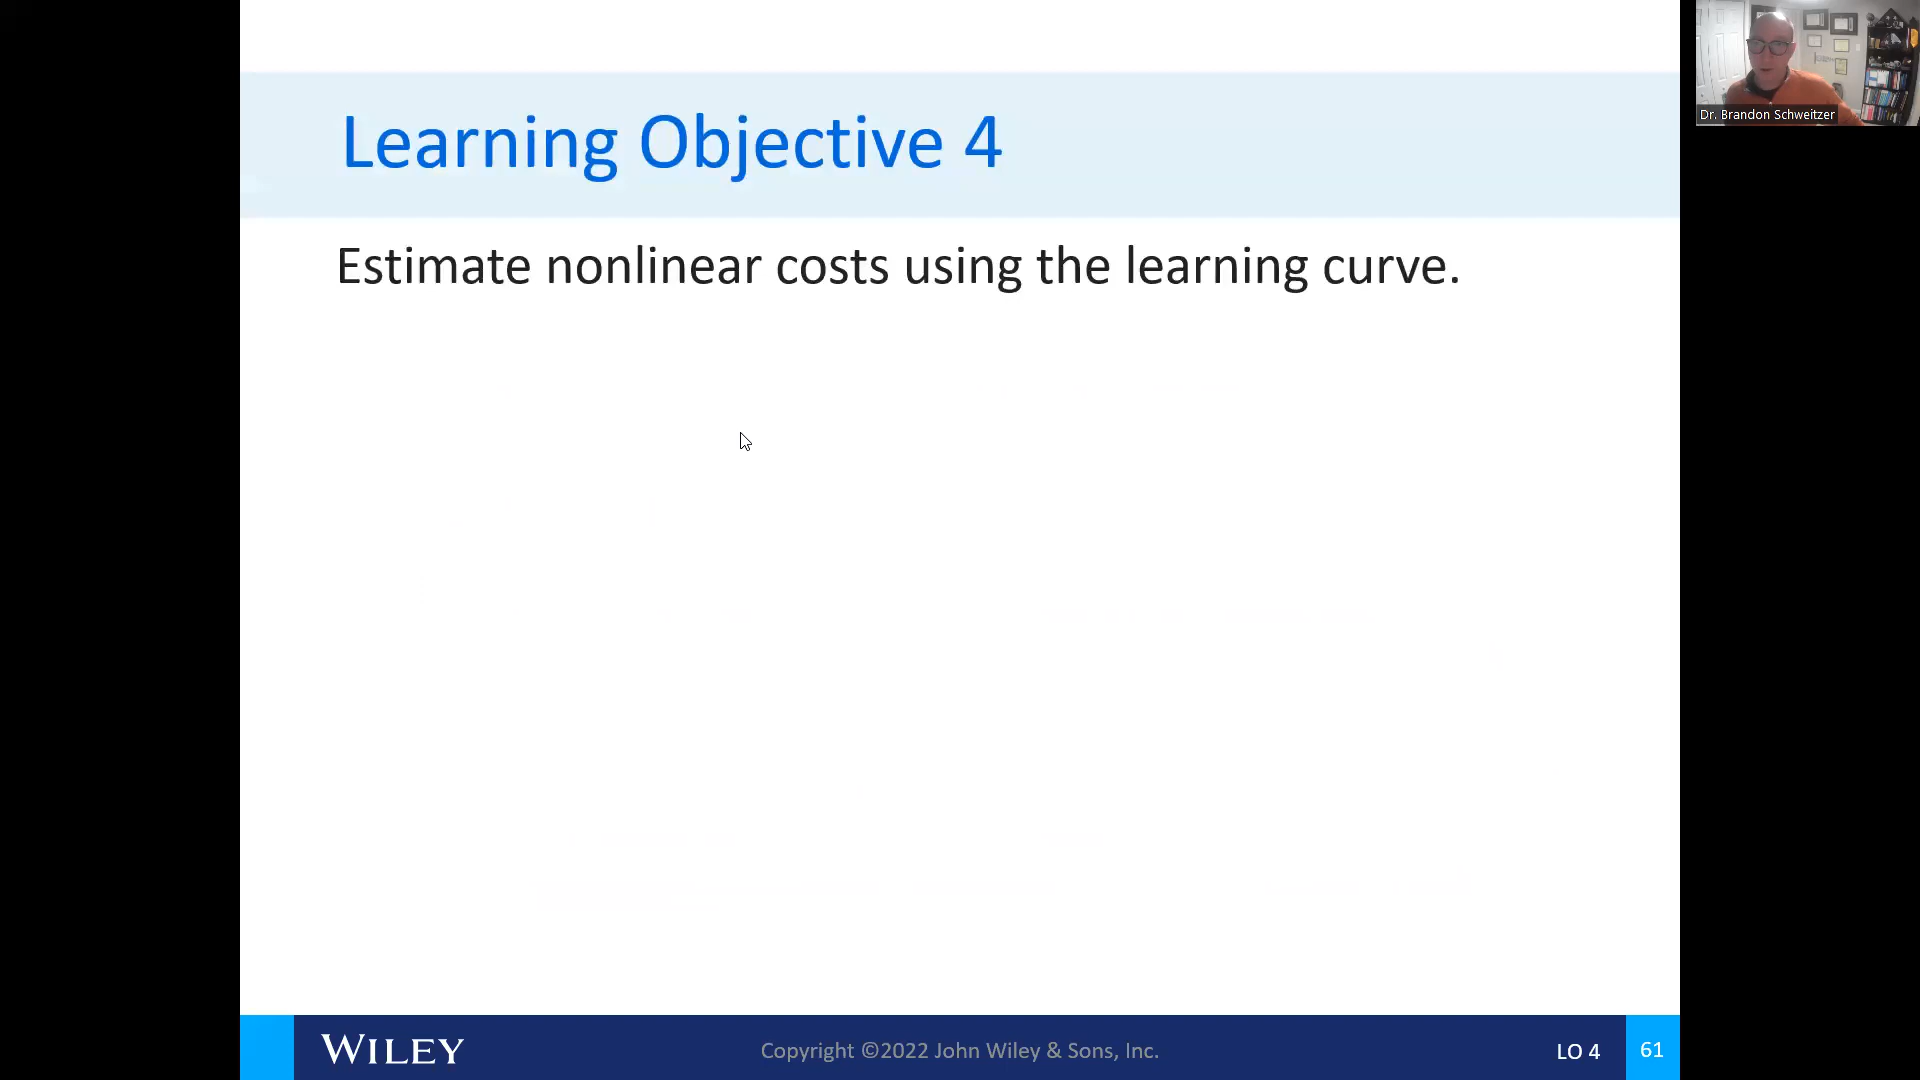 Learning Objective 4
Dr. Brandon Schweitzer
Estimate nonlinear costs using the learning curve.
WILEY
Copyright ©2022 John Wiley & Sons, Inc.
LO 4
61